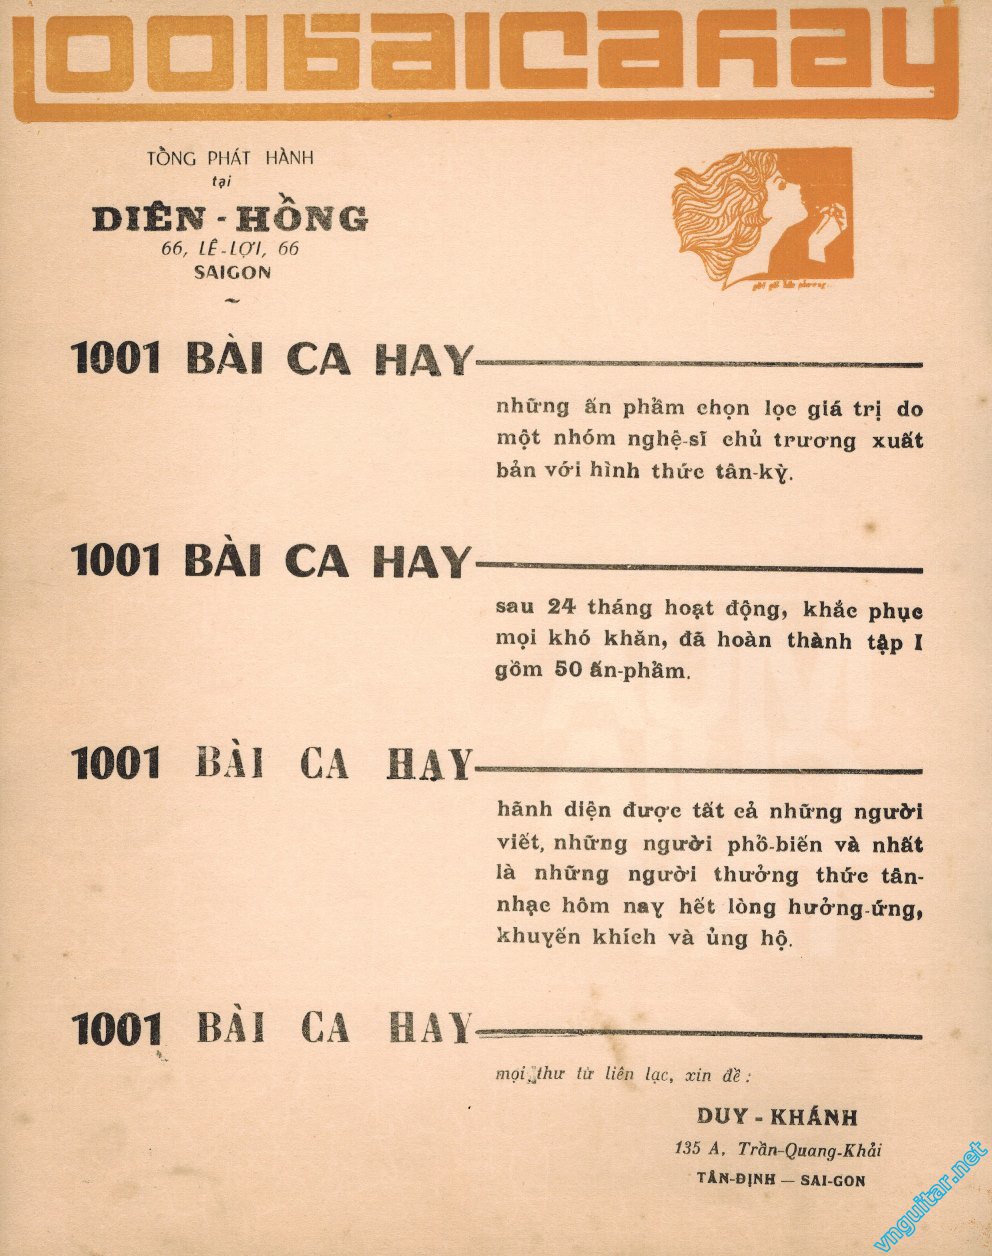 1001 bài ca hay
TỔNG PHÁT HÀNH
tại
DIÊN - HỒNG
66, LÊ-LỢI, 66
SAIGON
~
1001 BÀI CA HAY
những ấn phẩm chọn lọc giá trị do
một nhóm nghệ-sĩ chủ trương xuất
bản với hình thức tân-kỳ.
1001 BÀI CA HAY
sau 24 tháng hoạt động, khắc phục
mọi khó khăn, đã hoàn thành tập I
gồm 50 ấn-phẩm.
1001 BÀI CA HAY
hãnh diện được tất cả những người
viết, những người phổ-biến và nhất
là những người thưởng thức tân-
nhạc hôm nay hết lòng hưởng-ứng,
khuyến khích và ủng hộ.
1001 BÀI CA HAY
mọi thư từ liên lạc, xin đề :
DUY - KHÁNH
135 A, Trần-Quang-Khải
TÂN-ĐỊNH — SAI-GON
vnguitar.net